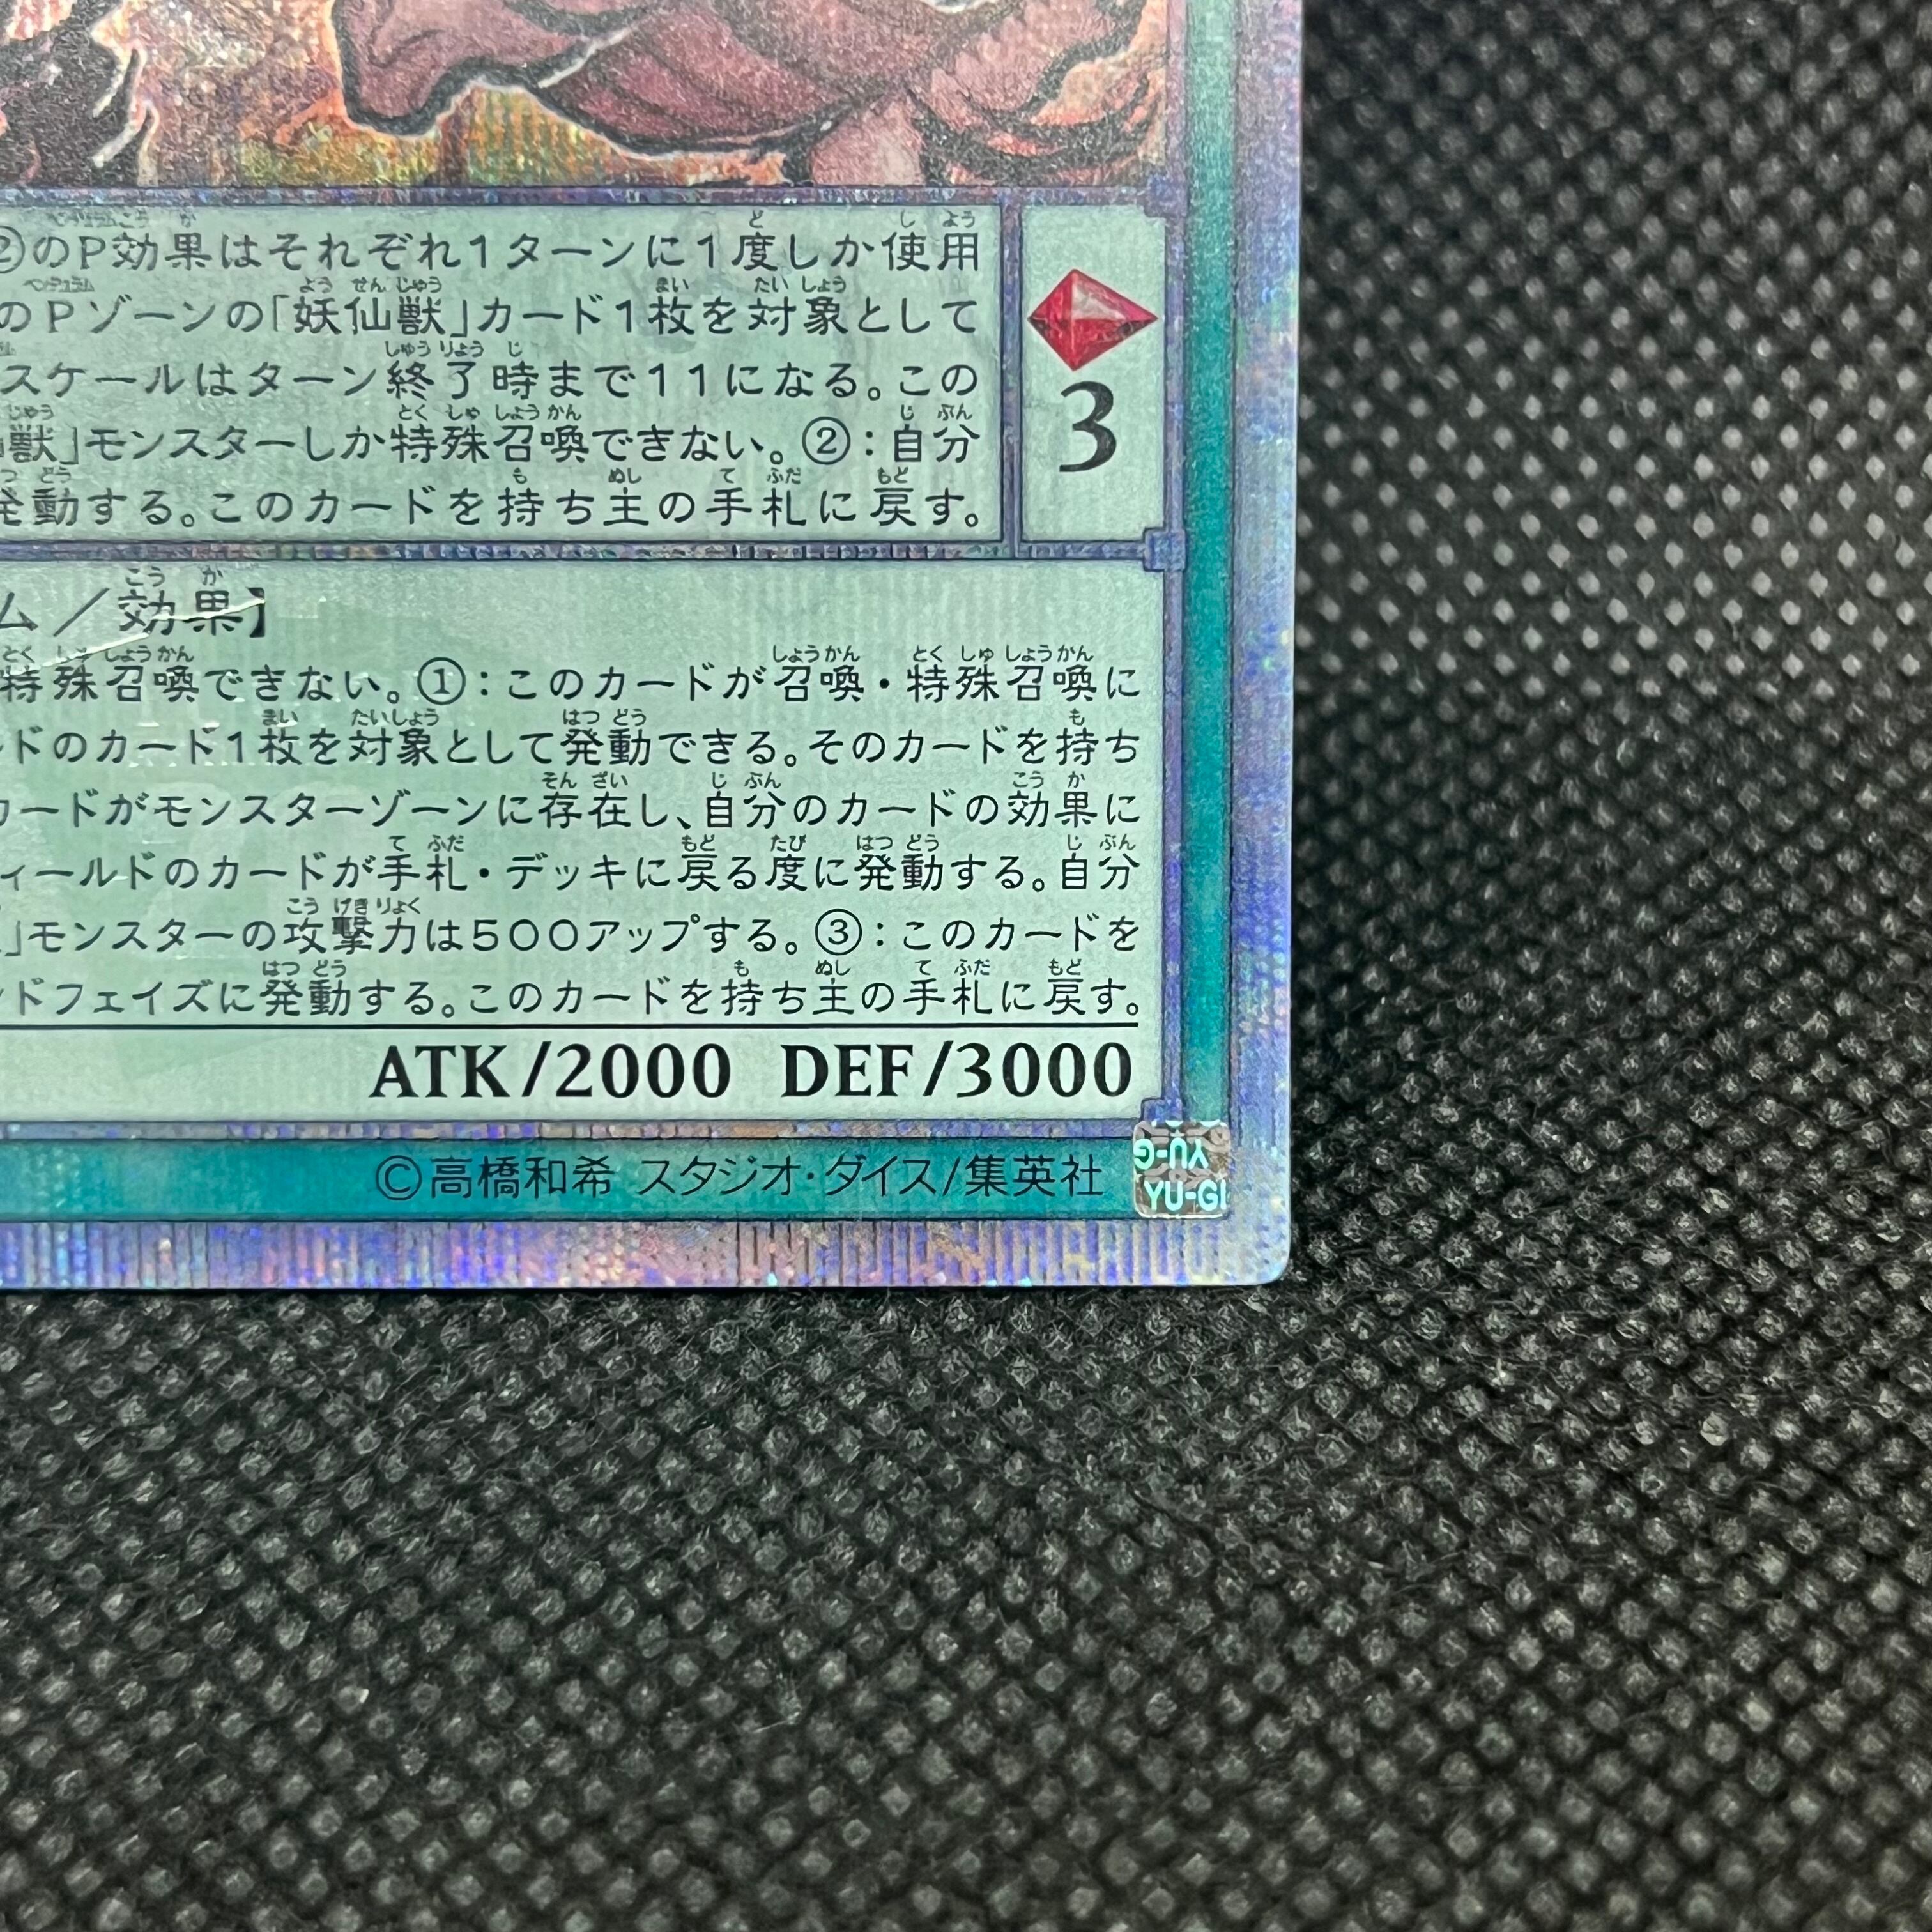 ②のP効果はそれぞれ1ターンに1度しか使用
のPゾーンの「妖仙獣」カード1枚を対象として
スケールはターン終了時まで11になる。この
獣」モンスターしか特殊召喚できない。②：自分
発動する。このカードを持ち主の手札に戻す。
3
ム／効果】
特殊召喚できない。①：このカードが召喚・特殊召喚に
ルドのカード1枚を対象として発動できる。そのカードを持ち
カードがモンスターゾーンに存在し、自分のカードの効果に
ィールドのカードが手札・デッキに戻る度に発動する。自分
」モンスターの攻撃力は500アップする。③：このカードを
ンドフェイズに発動する。このカードを持ち主の手札に戻す。
ATK/2000 DEF/3000
©高橋和希 スタジオ・ダイス/集英社
YU-G
YU-GI